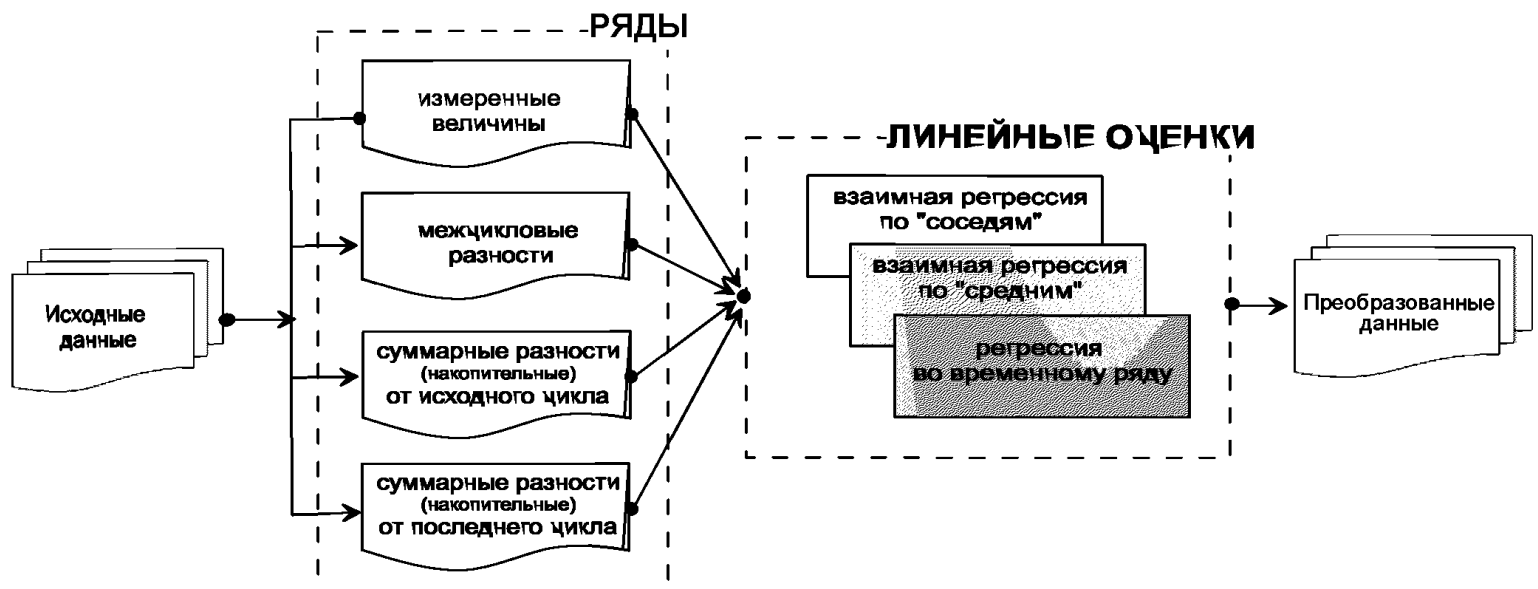 РЯДЫ
измеренные
величины
межцикловые
разности
суммарные разности
(накопительные)
от исходного цикла
суммарные разности
(накопительные)
от последнего цикла
Исходные
данные
ЛИНЕЙНЫЕ ОЦЕНКИ
взаимная регрессия
по "соседям"
взаимная регрессия
по "средним"
регрессия
во временному ряду
Преобразованные
данные